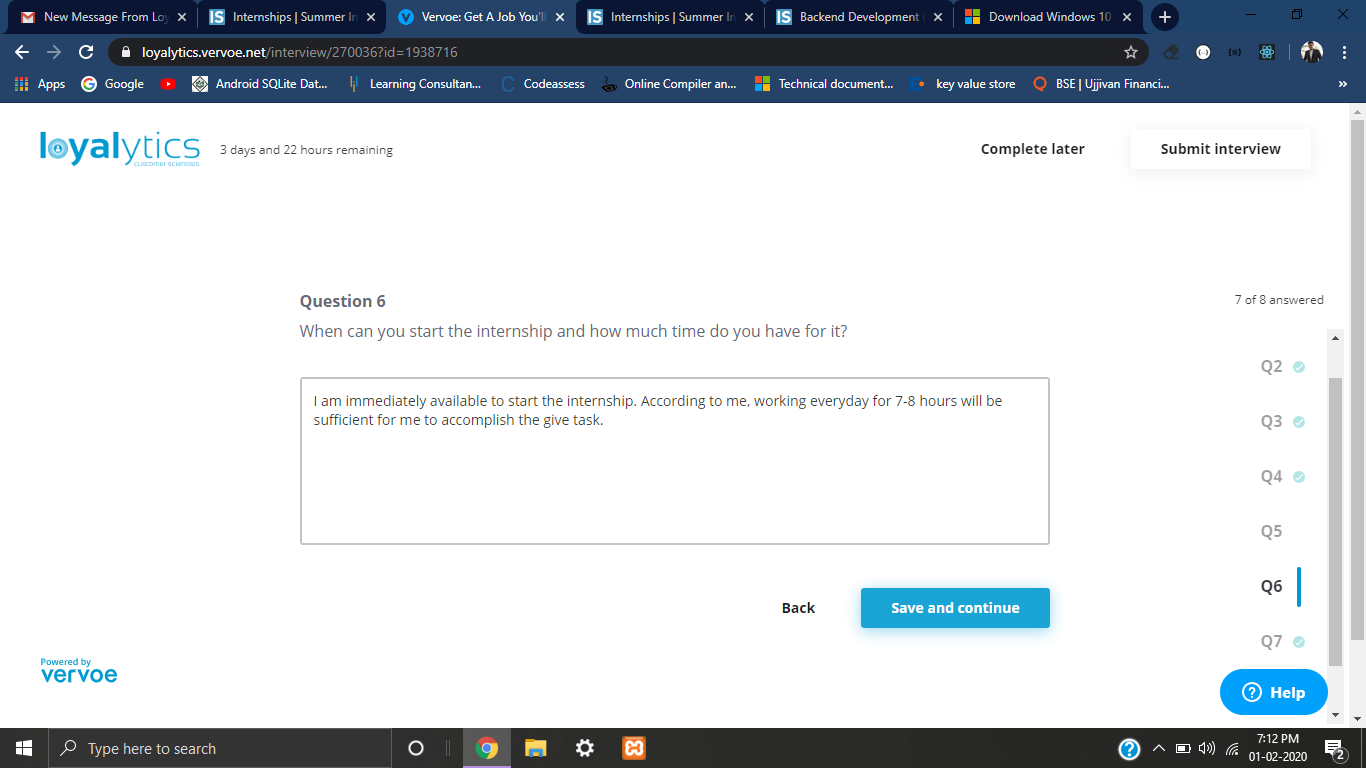 New Message From Loy
Internships | Summer In
Vervoe: Get A Job You'll
Internships | Summer In
Backend Development
Download Windows 10
loyalytics.vervoe.net/interview/270036?id=1938716
Apps
Google
Android SQLite Dat...
Learning Consultan...
Codeassess
Online Compiler an...
Technical document...
key value store
BSE | Ujjivan Financi...
»
loyalytics
customer scientists
3 days and 22 hours remaining
Complete later
Submit interview
Question 6
7 of 8 answered
When can you start the internship and how much time do you have for it?
I am immediately available to start the internship. According to me, working everyday for 7-8 hours will be
sufficient for me to accomplish the give task.
Q2
Q3
Q4
Q5
Q6
Q7
Back
Save and continue
Powered by
vervoe
Help
Type here to search
7:12 PM
01-02-2020
2